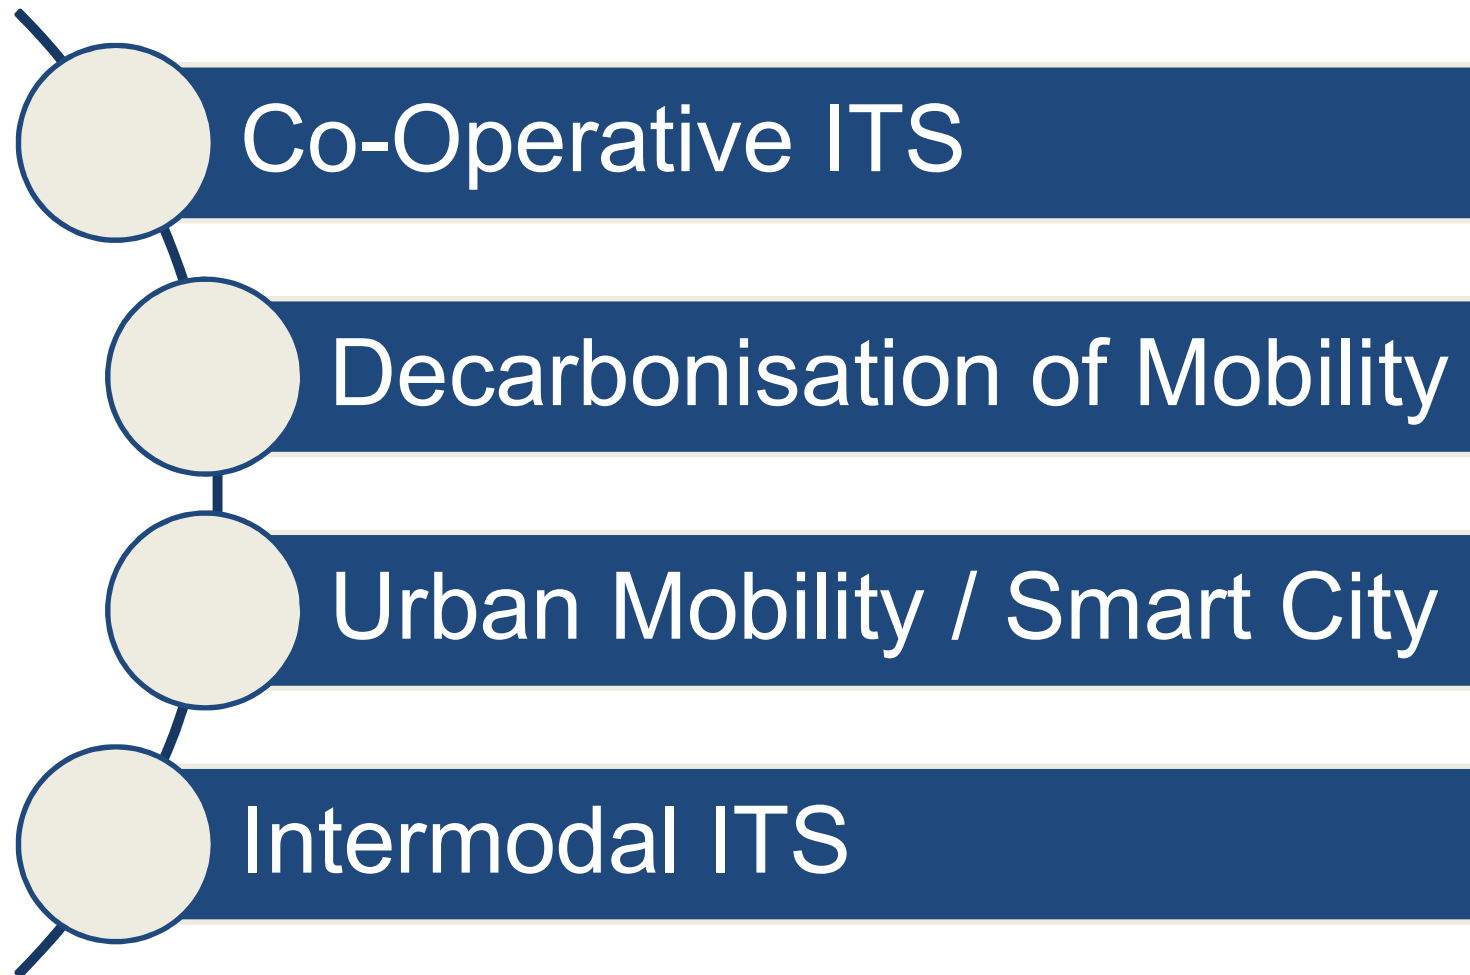 Co-Operative ITS
Decarbonisation of Mobility
Urban Mobility / Smart City
Intermodal ITS